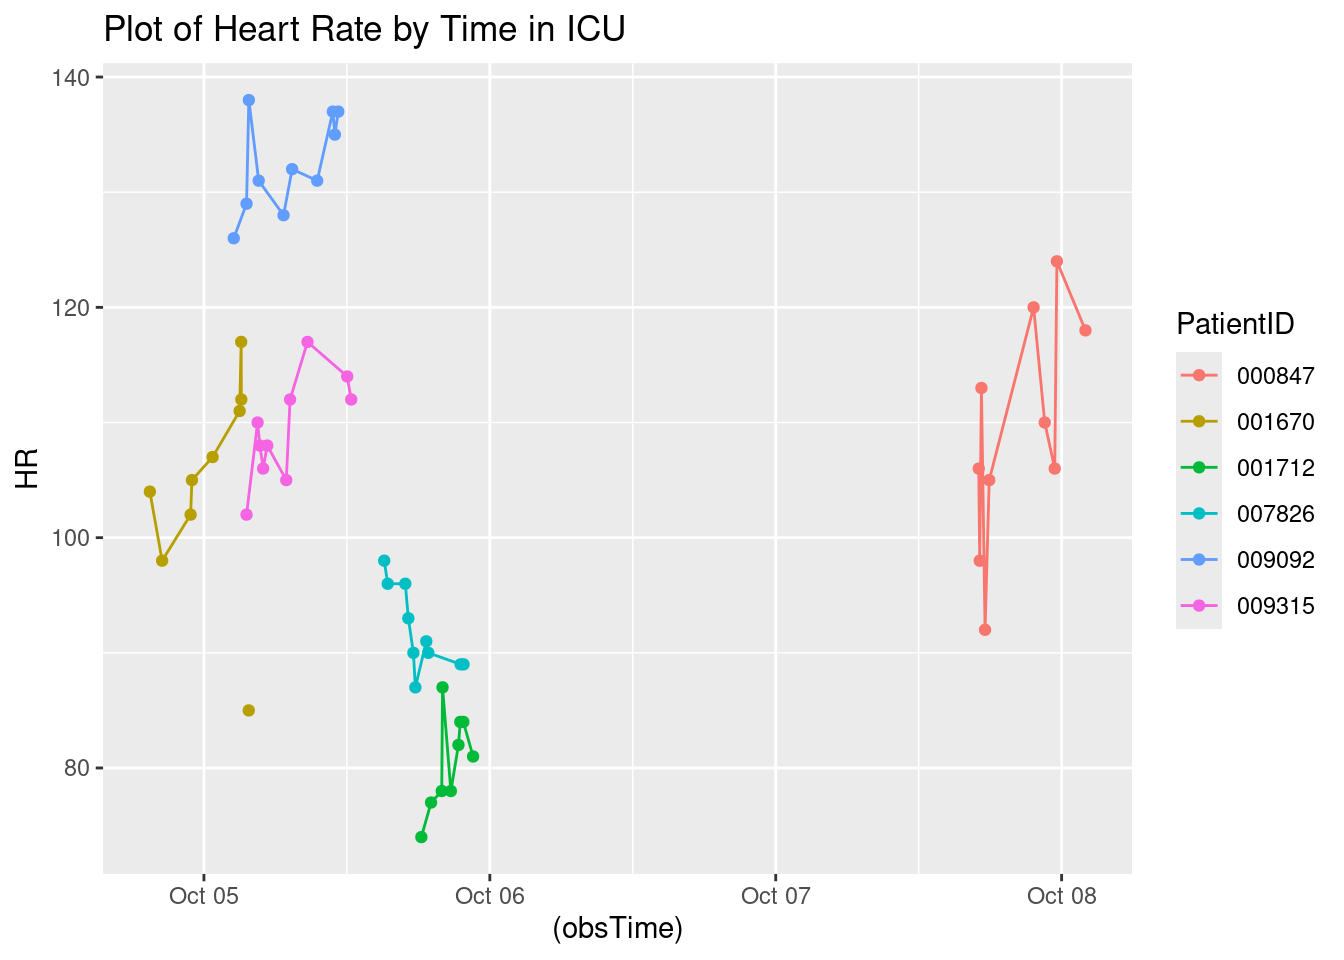 Plot of Heart Rate by Time in ICU
140
120
100
80
HR
Oct 05
Oct 06
Oct 07
Oct 08
(obsTime)
PatientID
000847
001670
001712
007826
009092
009315